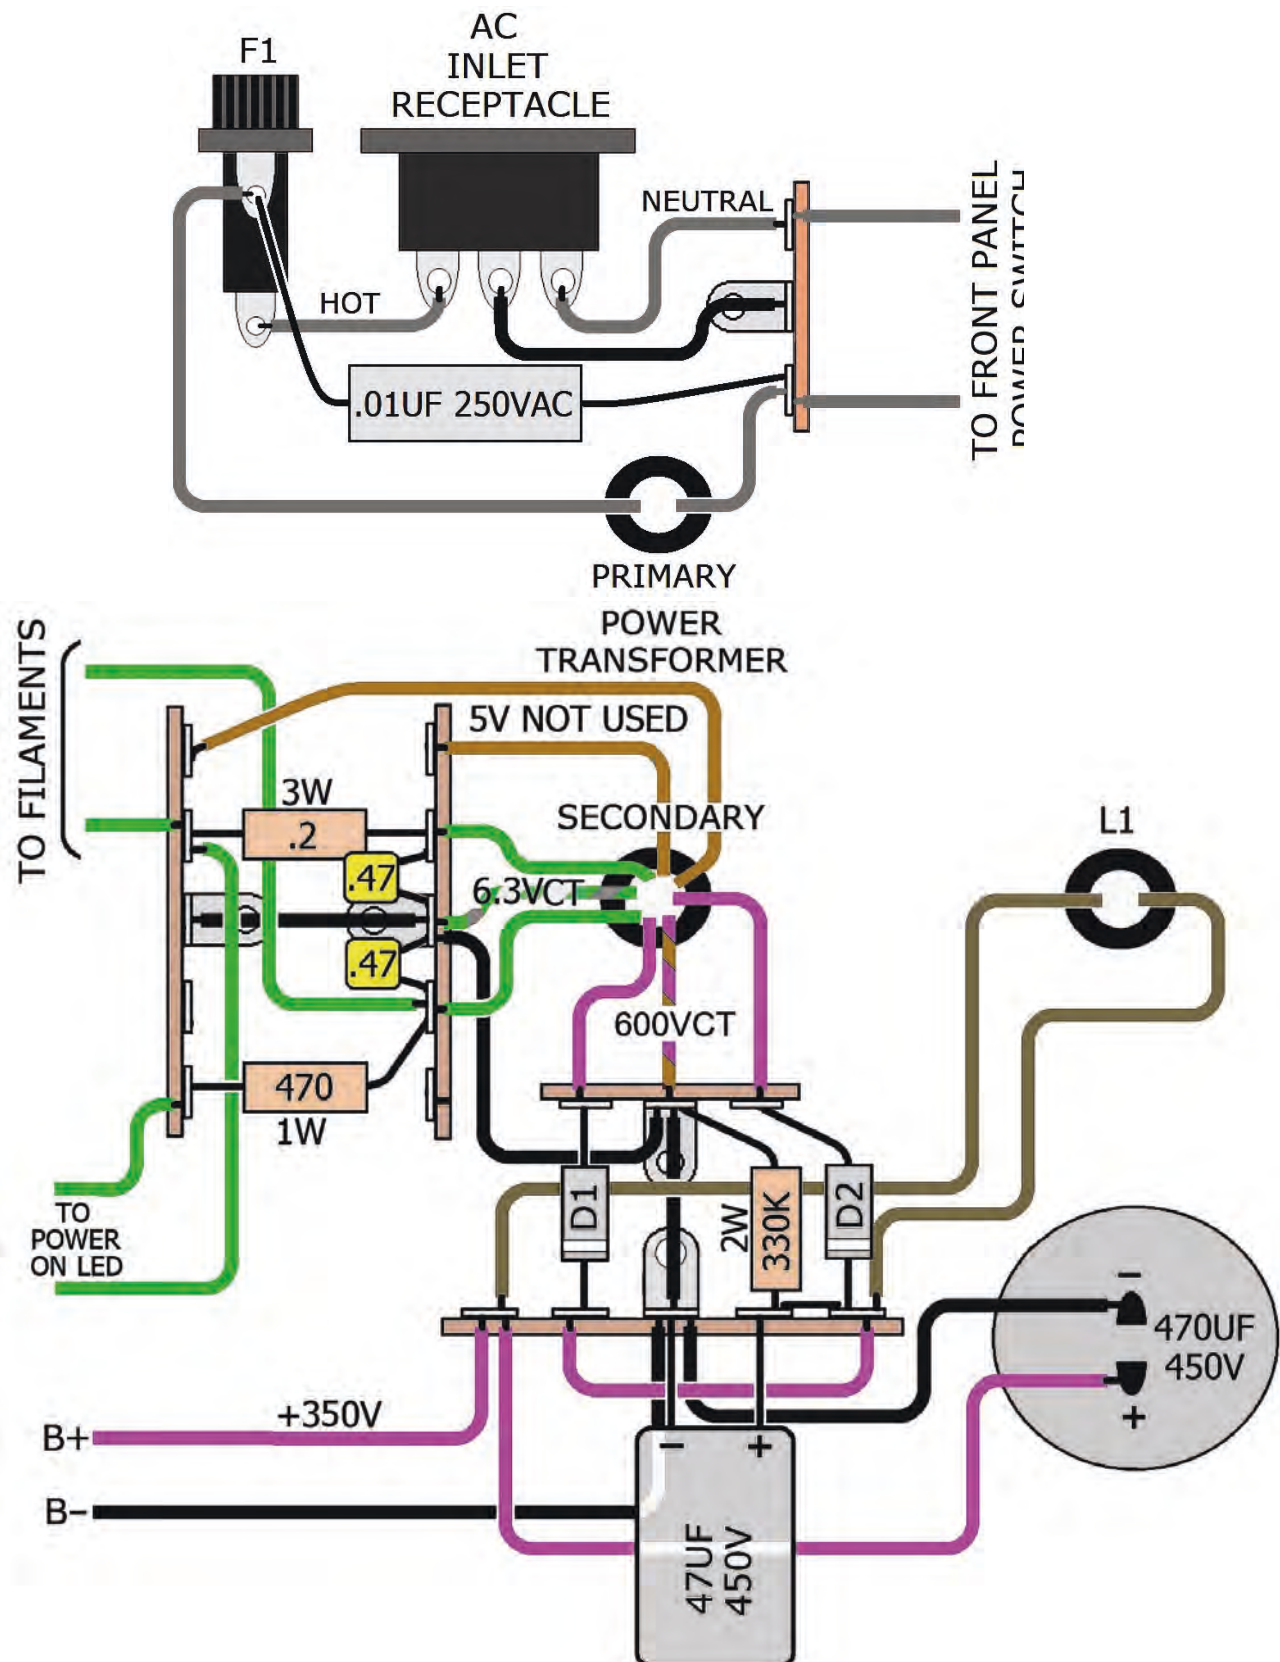 F1
AC
INLET
RECEPTACLE
NEUTRAL
HOT
.01UF 250VAC
TO FRONT PANEL
POWER SWITCH
PRIMARY
POWER
TRANSFORMER
TO FILAMENTS
5V NOT USED
3W
.2
SECONDARY
L1
.47
6.3VCT
.47
600VCT
470
1W
TO
POWER
ON LED
D1
2W
330K
D2
–
470UF
450V
+
+350V
B+
– +
B–
47UF
450V